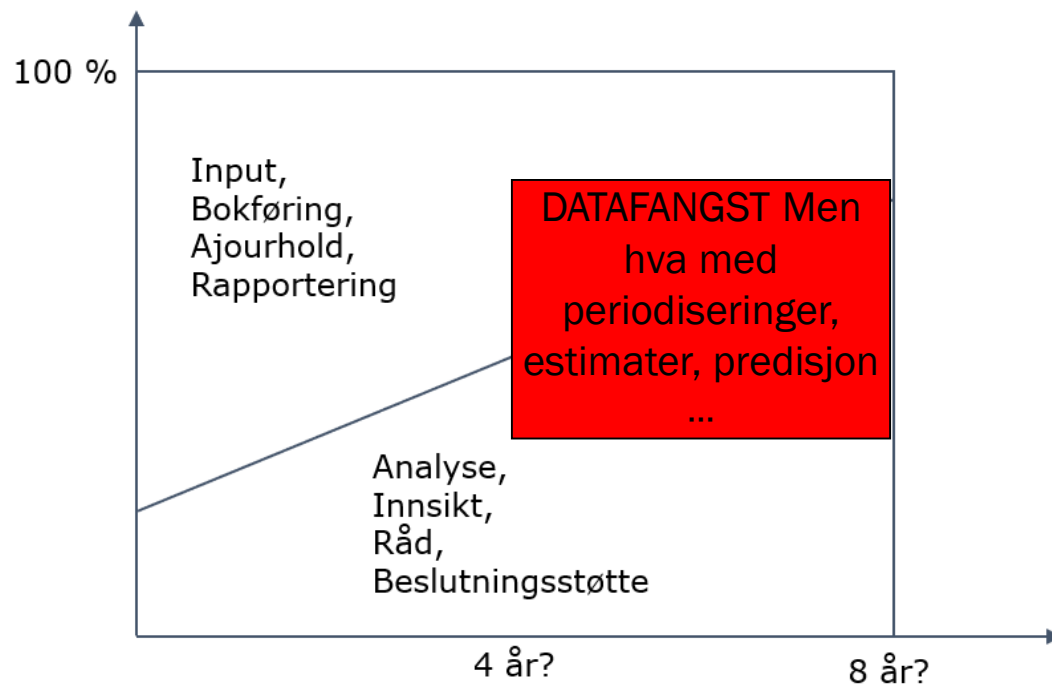 100 %
Input,
Bokføring,
Ajourhold,
Rapportering
DATAFANGST Men
hva med
periodiseringer,
estimater, predisjon
...
Analyse,
Innsikt,
Råd,
Beslutningsstøtte
4 år?
8 år?